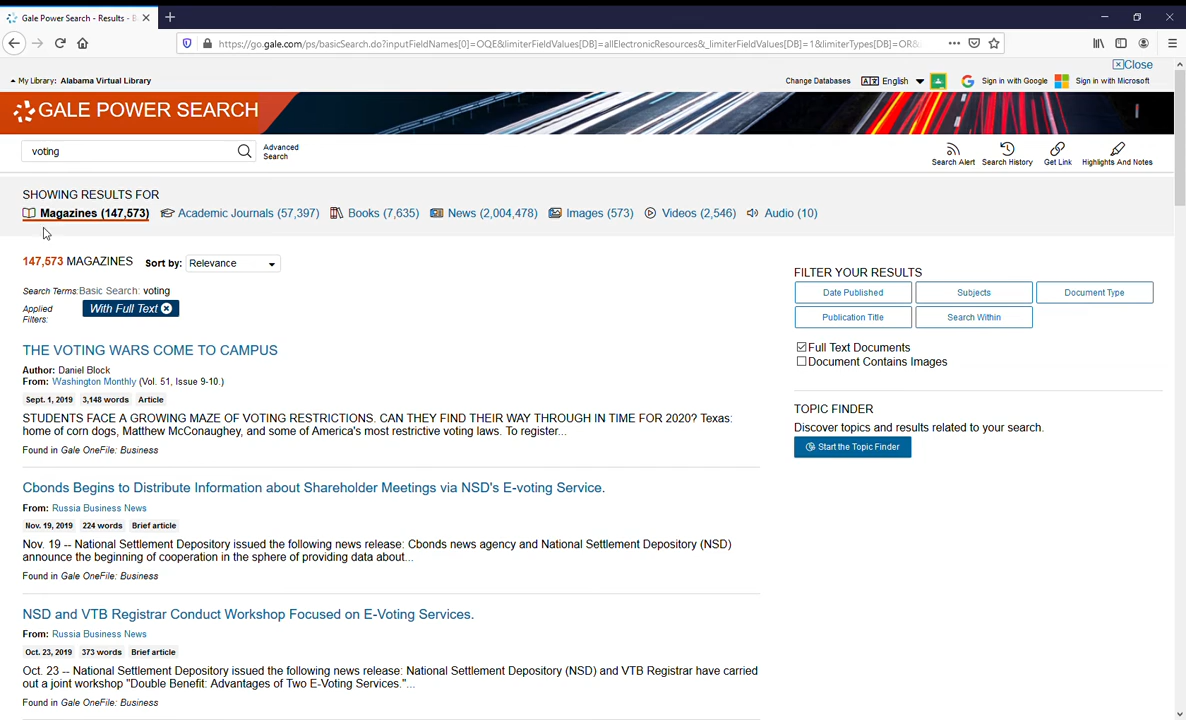 Gale Power Search - Results - B
https://go.gale.com/ps/basicSearch.do?inputFieldNames[0]=OQE&limiterFieldValues[DB]=allElectronicResources&_limiterFieldValues[DB]=1&limiterTypes[DB]=OR&
Close
My Library: Alabama Virtual Library
Change Databases English Sign in with Google Sign in with Microsoft
GALE POWER SEARCH
voting
Advanced
Search
Search Alert Search History Get Link Highlights And Notes
SHOWING RESULTS FOR
Magazines (147,573) Academic Journals (57,397) Books (7,635) News (2,004,478) Images (573) Videos (2,546) Audio (10)
147,573 MAGAZINES Sort by: Relevance
Search Terms:Basic Search: voting
Applied
Filters:
With Full Text
THE VOTING WARS COME TO CAMPUS
Author: Daniel Block
From: Washington Monthly (Vol. 51, Issue 9-10.)
Sept. 1, 2019 3,148 words Article
STUDENTS FACE A GROWING MAZE OF VOTING RESTRICTIONS. CAN THEY FIND THEIR WAY THROUGH IN TIME FOR 2020? Texas:
home of corn dogs, Matthew McConaughey, and some of America's most restrictive voting laws. To register...
Found in Gale OneFile: Business
Cbonds Begins to Distribute Information about Shareholder Meetings via NSD's E-voting Service.
From: Russia Business News
Nov. 19, 2019 224 words Brief article
Nov. 19 -- National Settlement Depository issued the following news release: Cbonds news agency and National Settlement Depository (NSD)
announce the beginning of cooperation in the sphere of providing data about...
Found in Gale OneFile: Business
NSD and VTB Registrar Conduct Workshop Focused on E-Voting Services.
From: Russia Business News
Oct. 23, 2019 373 words Brief article
Oct. 23 -- National Settlement Depository issued the following news release: National Settlement Depository (NSD) and VTB Registrar have carried
out a joint workshop "Double Benefit: Advantages of Two E-Voting Services."...
Found in Gale OneFile: Business
FILTER YOUR RESULTS
Date Published Subjects Document Type
Publication Title Search Within
Full Text Documents
Document Contains Images
TOPIC FINDER
Discover topics and results related to your search.
Start the Topic Finder